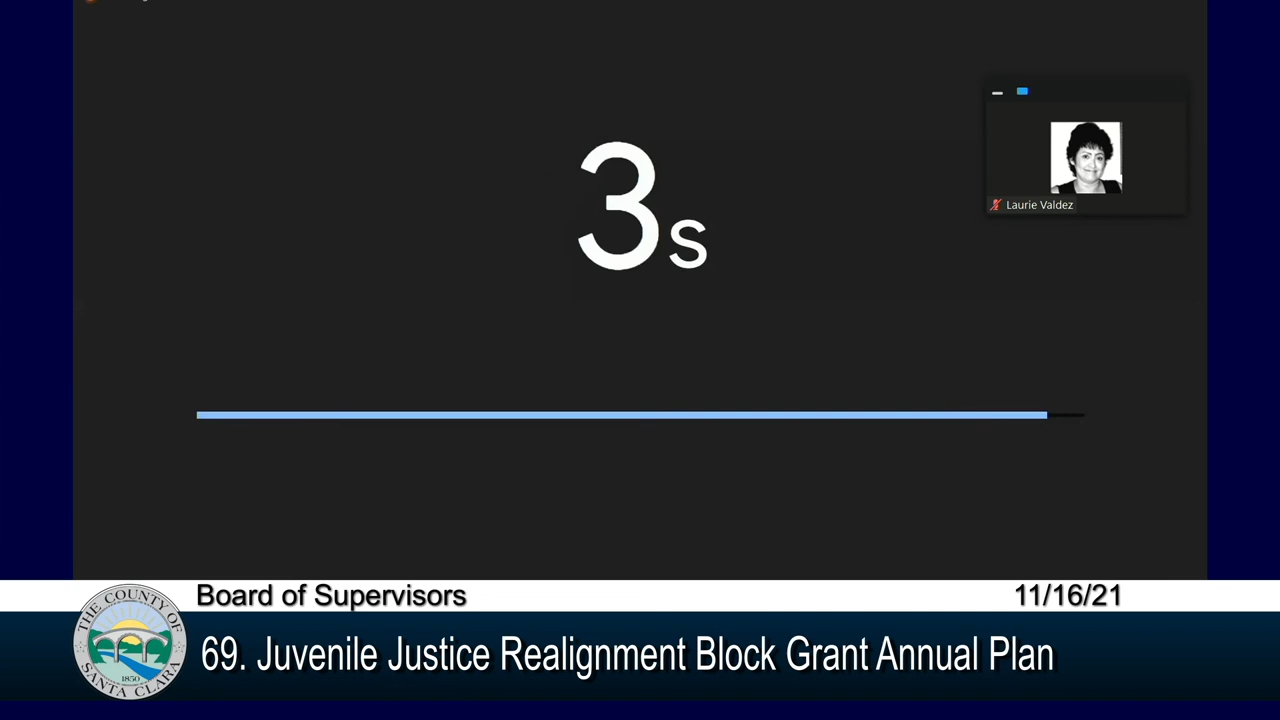 3s
Laurie Valdez
Board of Supervisors
11/16/21
THE COUNTY OF
SANTA CLARA
1850
69. Juvenile Justice Realignment Block Grant Annual Plan